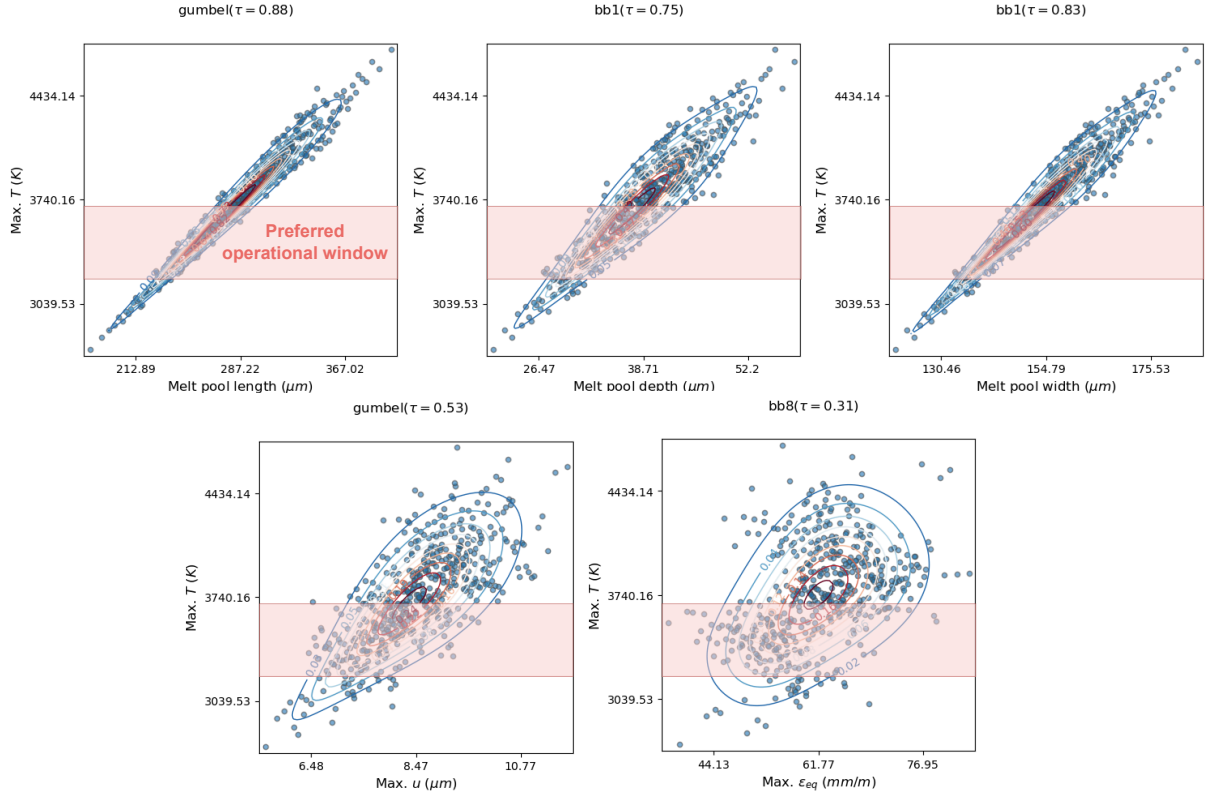 gumbel(τ = 0.88)
bb1(τ = 0.75)
bb1(τ = 0.83)
4434.14
3740.16
3039.53
Max. T (K)
Preferred
operational window
212.89
287.22
367.02
Melt pool length (μm)
4434.14
3740.16
3039.53
Max. T (K)
26.47
38.71
52.2
Melt pool depth (μm)
4434.14
3740.16
3039.53
Max. T (K)
130.46
154.79
175.53
Melt pool width (μm)
gumbel(τ = 0.53)
bb8(τ = 0.31)
4434.14
3740.16
3039.53
Max. T (K)
6.48
8.47
10.77
Max. u (μm)
4434.14
3740.16
3039.53
Max. T (K)
0.02
44.13
61.77
76.95
Max. ε_eq (mm/m)